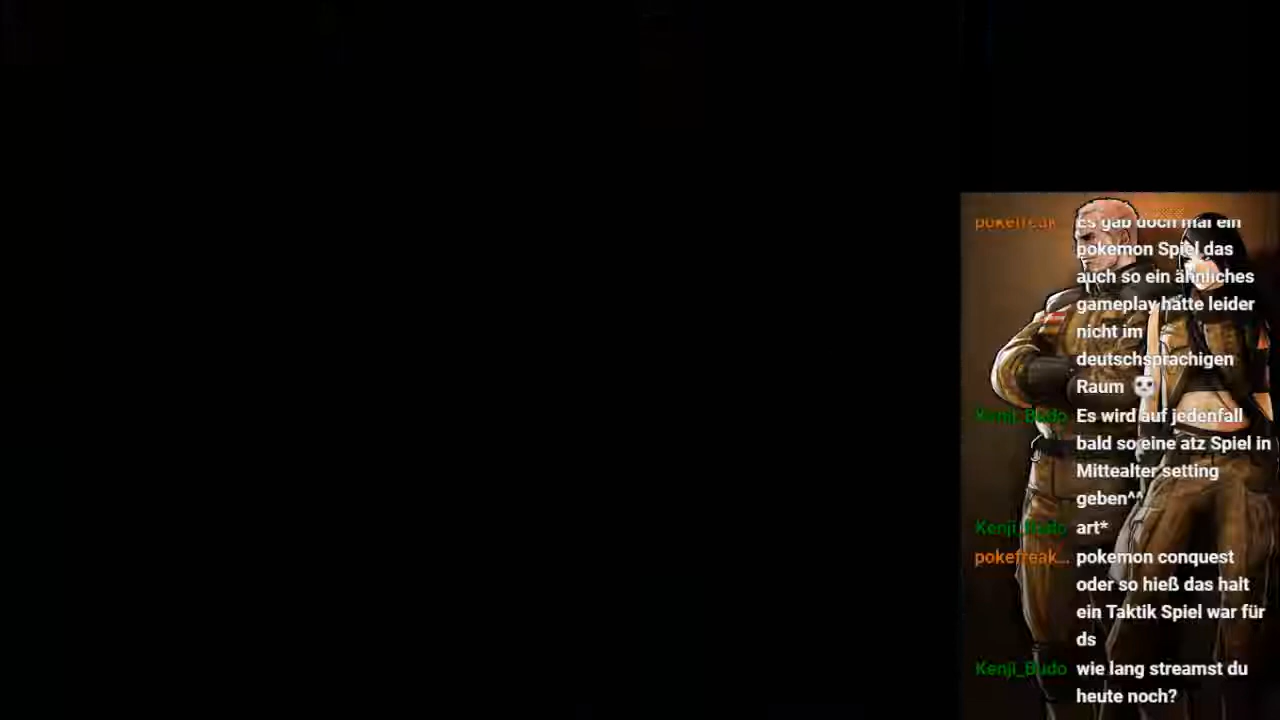 pokefreak Es gab doch mal ein
pokemon Spiel das
auch so ein ähnliches
gameplay hatte leider
nicht im
deutschsprachigen
Raum
Kenji_Budo Es wird auf jedenfall
bald so eine atz Spiel in
Mittealter setting
geben^^
Kenji_Budo art*
pokefreak... pokemon conquest
oder so hieß das halt
ein Taktik Spiel war für
ds
Kenji_Budo wie lang streamst du
heute noch?